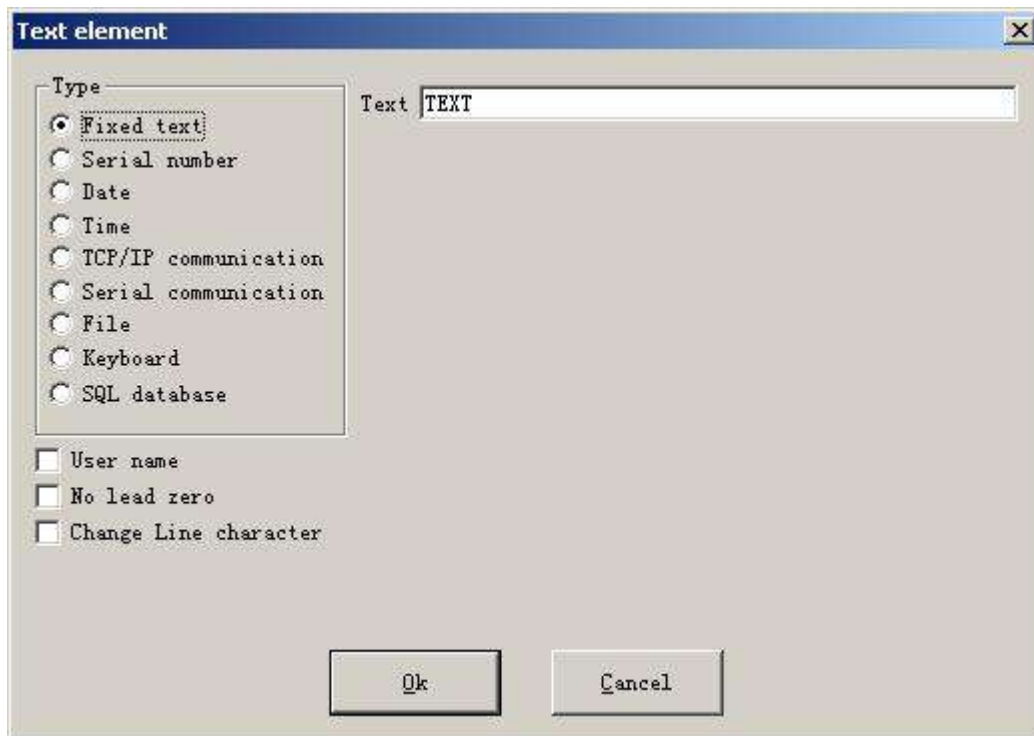 Text element
Type
Fixed text
Serial number
Date
Time
TCP/IP communication
Serial communication
File
Keyboard
SQL database
Text TEXT
User name
No lead zero
Change Line character
Ok
Cancel